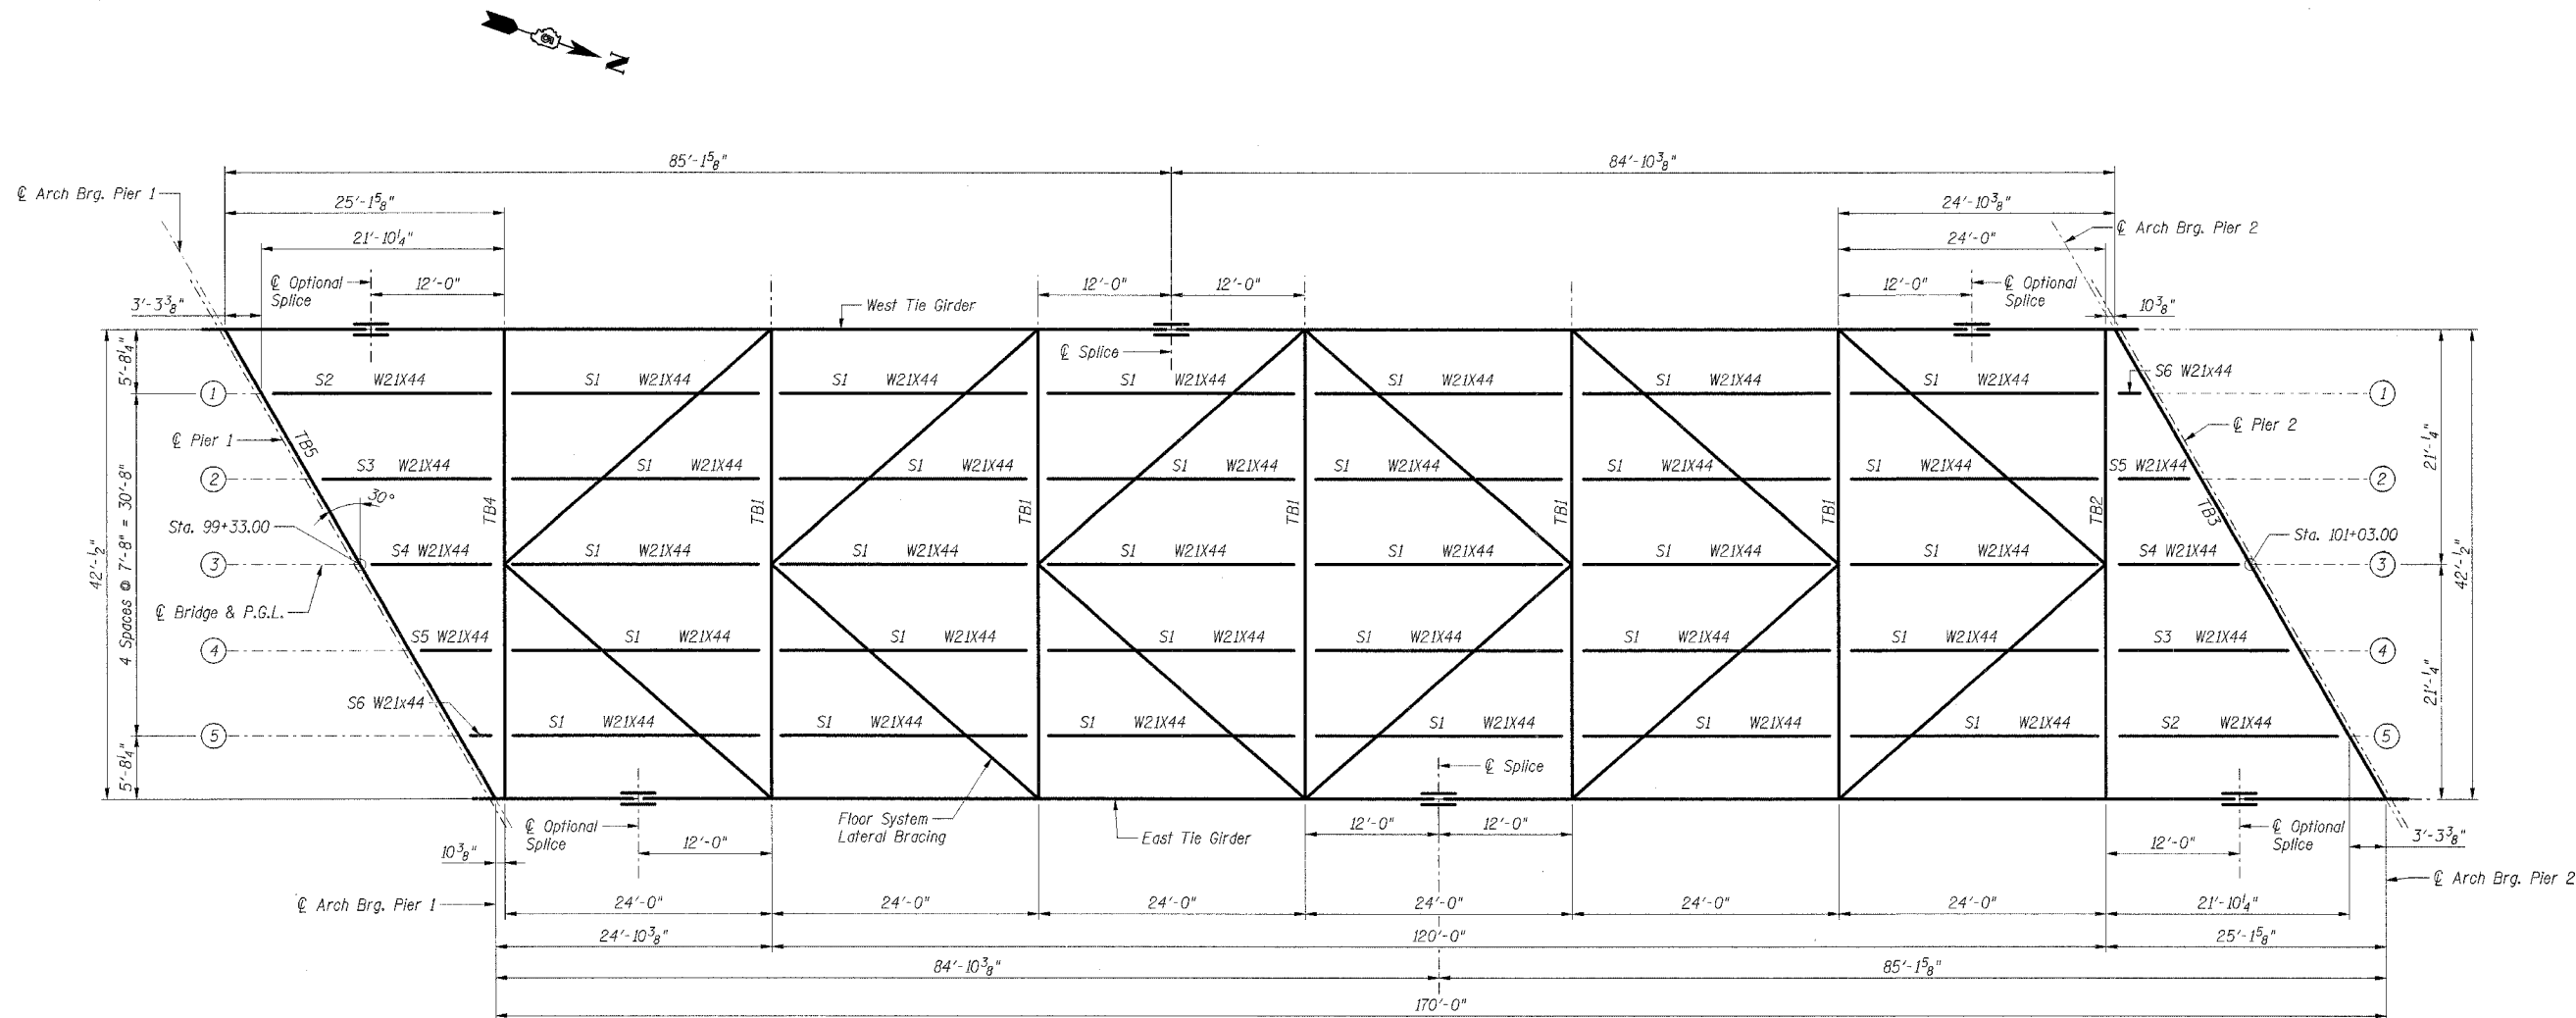 N
85'-1 5/8"
84'-10 3/8"
℄ Arch Brg. Pier 1
25'-1 5/8"
24'-10 3/8"
℄ Arch Brg. Pier 2
21'-10 1/4"
24'-0"
℄ Optional
Splice
12'-0"
12'-0"
12'-0"
12'-0"
℄ Optional
Splice
3'-3 3/8"
West Tie Girder
10 3/8"
℄ Splice
5'-8 1/4"
S2 W21X44
S1 W21X44
S1 W21X44
S1 W21X44
S1 W21X44
S1 W21X44
S1 W21X44
S6 W21x44
1
1
℄ Pier 1
TB5
℄ Pier 2
21'-1/4"
S3 W21X44
S1 W21X44
S1 W21X44
S1 W21X44
S1 W21X44
S1 W21X44
S1 W21X44
S5 W21X44
2
2
30°
Sta. 99+33.00
TB4
TB1
TB1
TB1
TB1
TB1
TB2
TB3
Sta. 101+03.00
42'-1/2"
4 Spaces @ 7'-8" = 30'-8"
3
S4 W21X44
S1 W21X44
S1 W21X44
S1 W21X44
S1 W21X44
S1 W21X44
S1 W21X44
S4 W21X44
3
42'-1/2"
℄ Bridge & P.G.L.
4
S5 W21X44
S1 W21X44
S1 W21X44
S1 W21X44
S1 W21X44
S1 W21X44
S1 W21X44
S3 W21X44
4
21'-1/4"
S6 W21x44
5
S1 W21X44
S1 W21X44
S1 W21X44
S1 W21X44
S1 W21X44
S1 W21X44
S2 W21X44
5
5'-8 1/4"
℄ Splice
℄ Optional
Splice
Floor System
Lateral Bracing
East Tie Girder
12'-0"
12'-0"
℄ Optional
Splice
3'-3 3/8"
10 3/8"
12'-0"
12'-0"
℄ Arch Brg. Pier 2
℄ Arch Brg. Pier 1
24'-0"
24'-0"
24'-0"
24'-0"
24'-0"
24'-0"
21'-10 1/4"
24'-10 3/8"
120'-0"
25'-1 5/8"
84'-10 3/8"
85'-1 5/8"
170'-0"